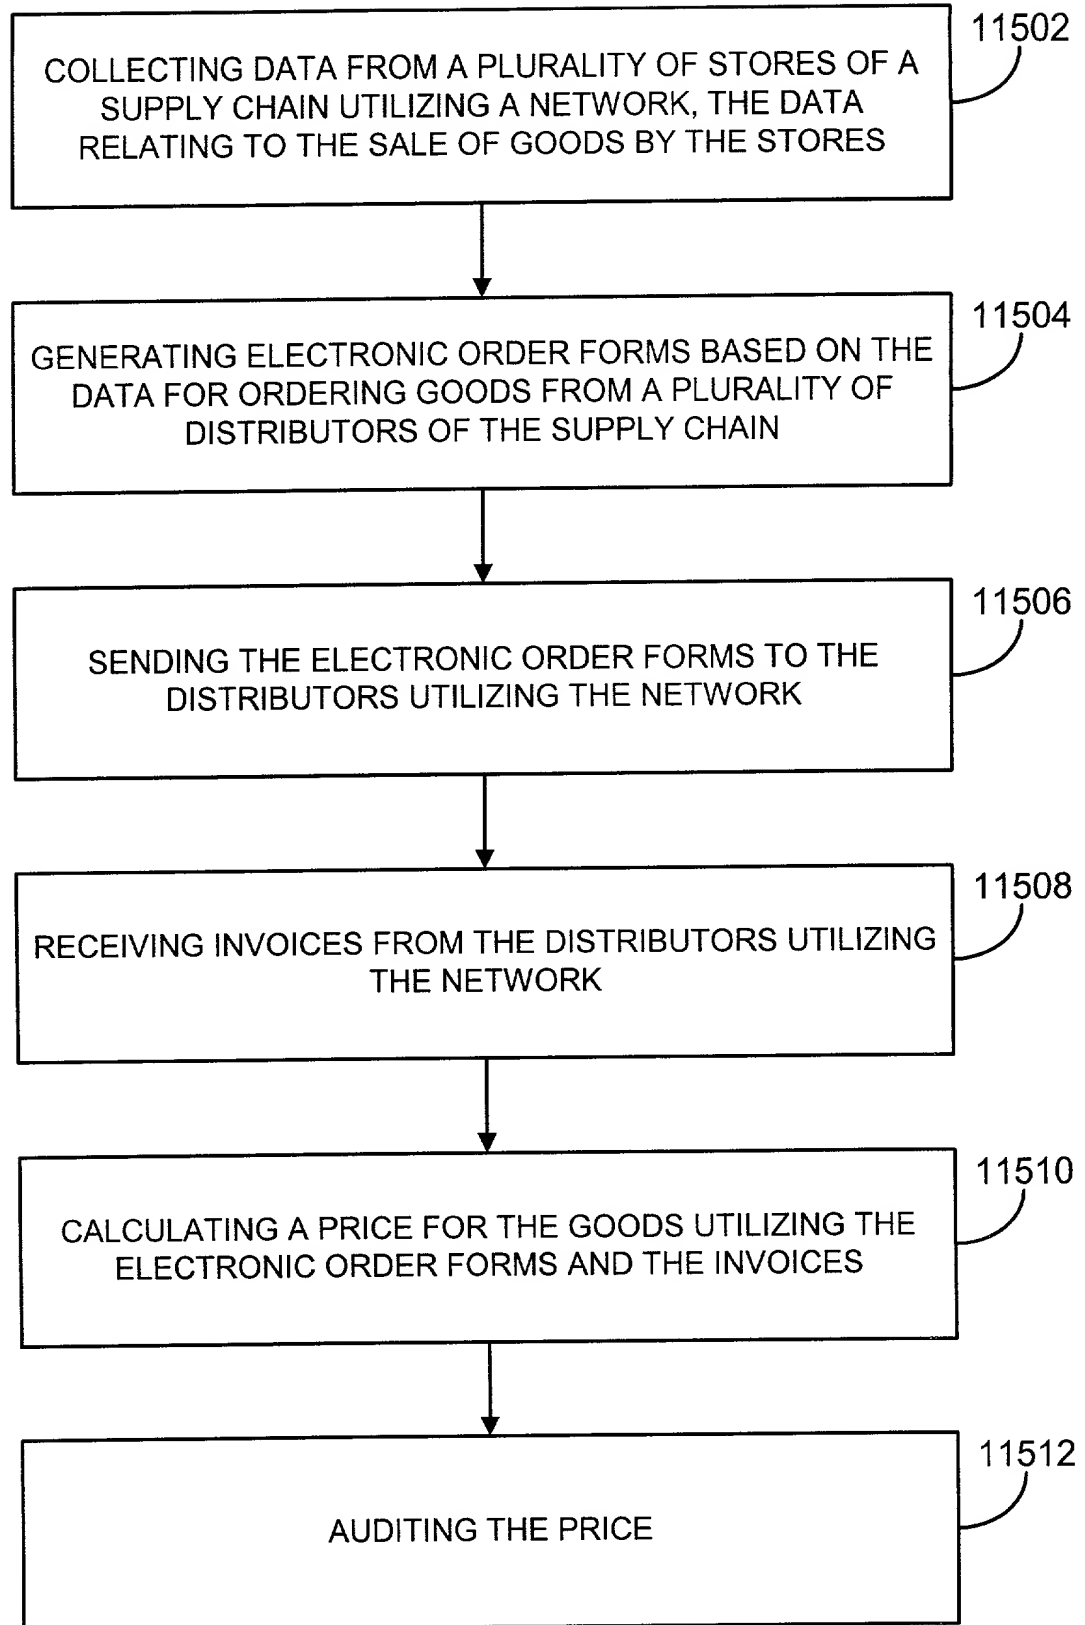 11502
COLLECTING DATA FROM A PLURALITY OF STORES OF A
SUPPLY CHAIN UTILIZING A NETWORK, THE DATA
RELATING TO THE SALE OF GOODS BY THE STORES
11504
GENERATING ELECTRONIC ORDER FORMS BASED ON THE
DATA FOR ORDERING GOODS FROM A PLURALITY OF
DISTRIBUTORS OF THE SUPPLY CHAIN
11506
SENDING THE ELECTRONIC ORDER FORMS TO THE
DISTRIBUTORS UTILIZING THE NETWORK
11508
RECEIVING INVOICES FROM THE DISTRIBUTORS UTILIZING
THE NETWORK
11510
CALCULATING A PRICE FOR THE GOODS UTILIZING THE
ELECTRONIC ORDER FORMS AND THE INVOICES
11512
AUDITING THE PRICE